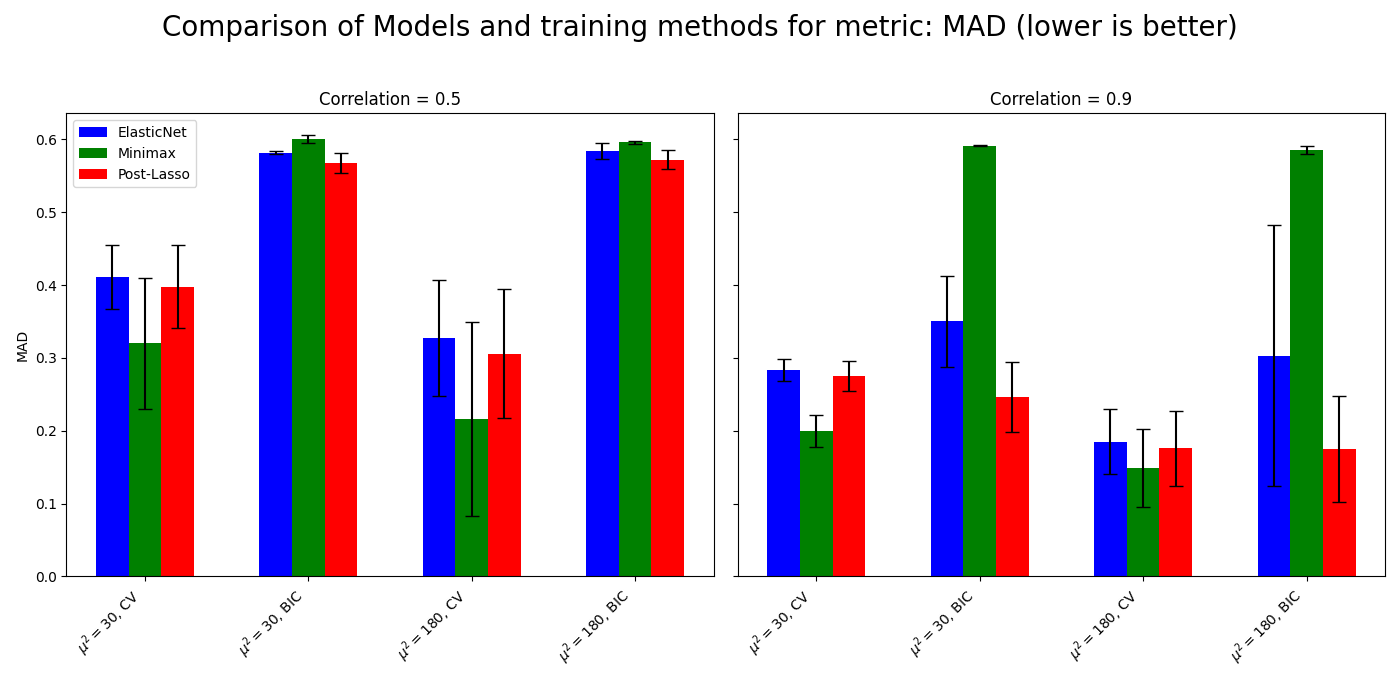 Comparison of Models and training methods for metric: MAD (lower is better)
Correlation = 0.5
Correlation = 0.9
ElasticNet
Minimax
Post-Lasso
MAD
0.6
0.5
0.4
0.3
0.2
0.1
0.0
μ² = 30, CV
μ² = 30, BIC
μ² = 180, CV
μ² = 180, BIC
μ² = 30, CV
μ² = 30, BIC
μ² = 180, CV
μ² = 180, BIC